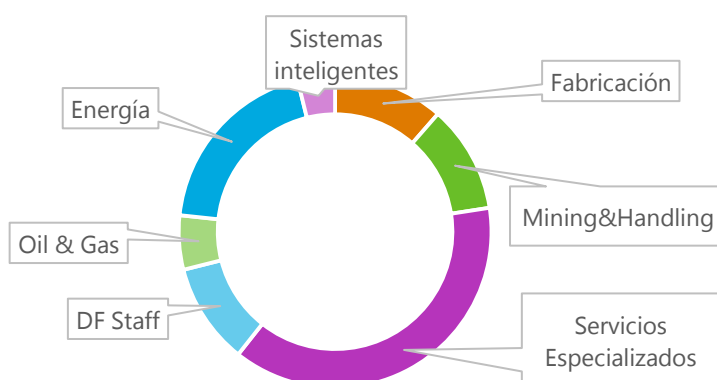 Sistemas
inteligentes
Fabricación
Energía
Mining&Handling
Oil & Gas
DF Staff
Servicios
Especializados